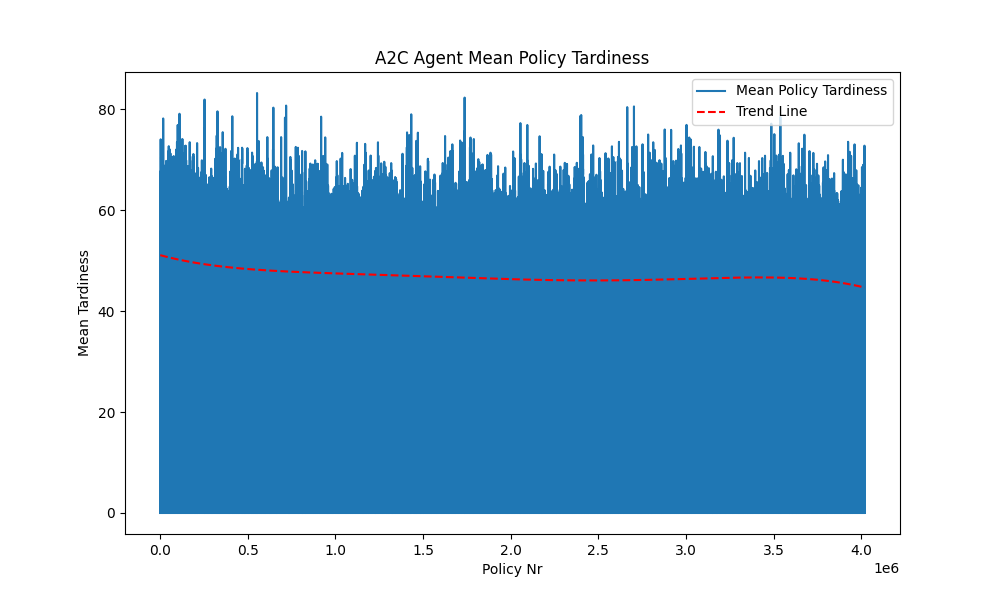 A2C Agent Mean Policy Tardiness
Mean Policy Tardiness
Trend Line
Mean Tardiness
80
60
40
20
0
0.0 0.5 1.0 1.5 2.0 2.5 3.0 3.5 4.0
1e6
Policy Nr